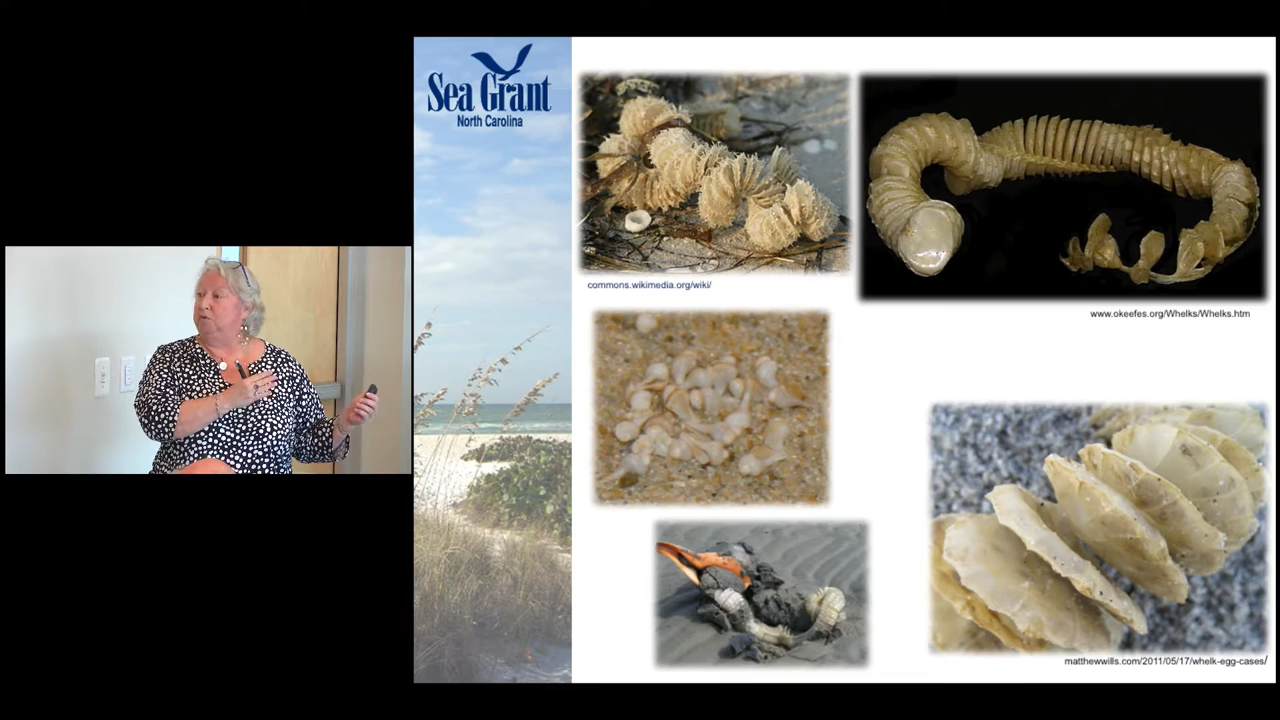 Sea Grant
North Carolina
commons.wikimedia.org/wiki/
www.okeefes.org/Whelks/Whelks.htm
matthewwills.com/2011/05/17/whelk-egg-cases/